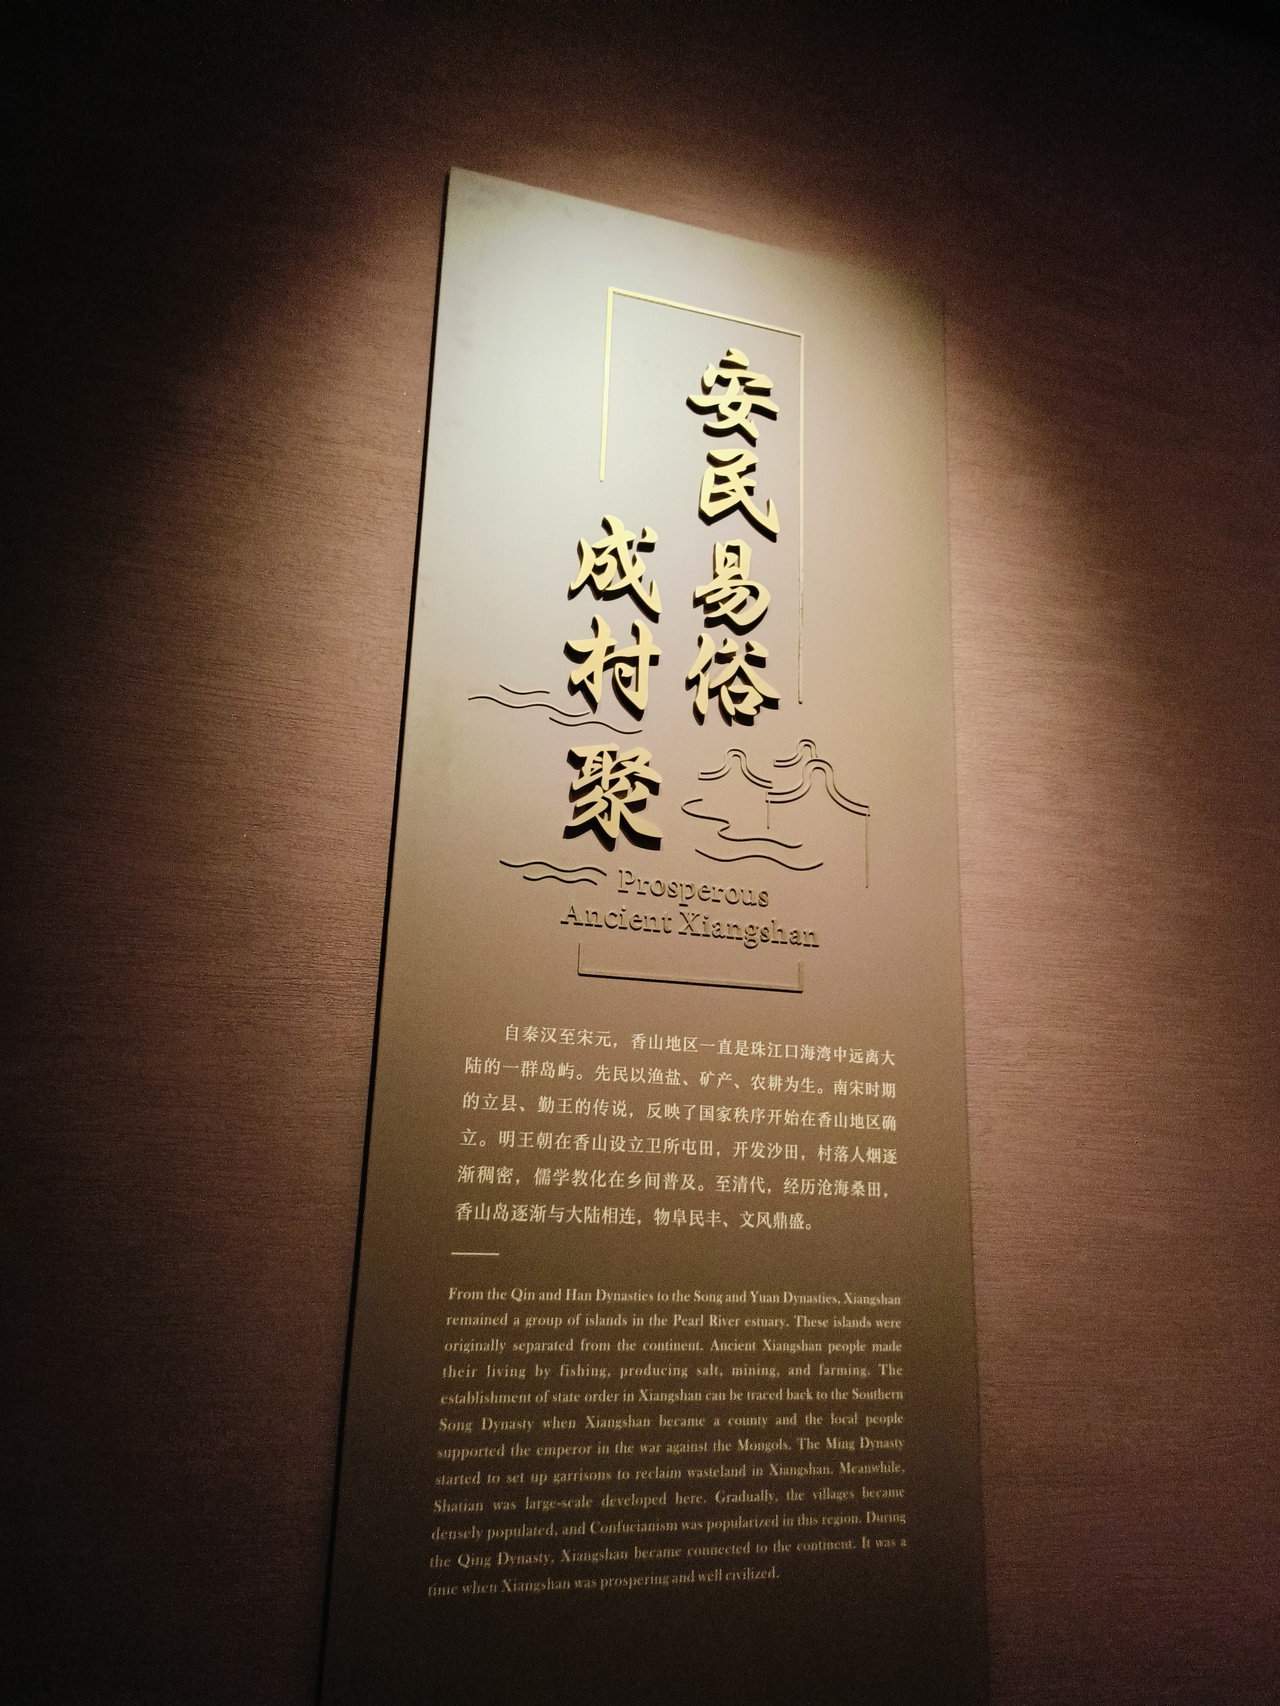 安民易俗
成村聚
Prosperous
Ancient Xiangshan
自秦汉至宋元，香山地区一直是珠江口海湾中远离大
陆的一群岛屿。先民以渔盐、矿产、农耕为生。南宋时期
的立县、勤王的传说，反映了国家秩序开始在香山地区确
立。明王朝在香山设立卫所屯田，开发沙田，村落人烟逐
渐稠密，儒学教化在乡间普及。至清代，经历沧海桑田，
香山岛逐渐与大陆相连，物阜民丰、文风鼎盛。
From the Qin and Han Dynasties to the Song and Yuan Dynasties, Xiangshan
remained a group of islands in the Pearl River estuary. These islands were
originally separated from the continent. Ancient Xiangshan people made
their living by fishing, producing salt, mining, and farming. The
establishment of state order in Xiangshan can be traced back to the Southern
Song Dynasty when Xiangshan became a county and the local people
supported the emperor in the war against the Mongols. The Ming Dynasty
started to set up garrisons to reclaim wasteland in Xiangshan. Meanwhile,
Shatian was large-scale developed here. Gradually, the villages became
densely populated, and Confucianism was popularized in this region. During
the Qing Dynasty, Xiangshan became connected to the continent. It was a
time when Xiangshan was prospering and well civilized.